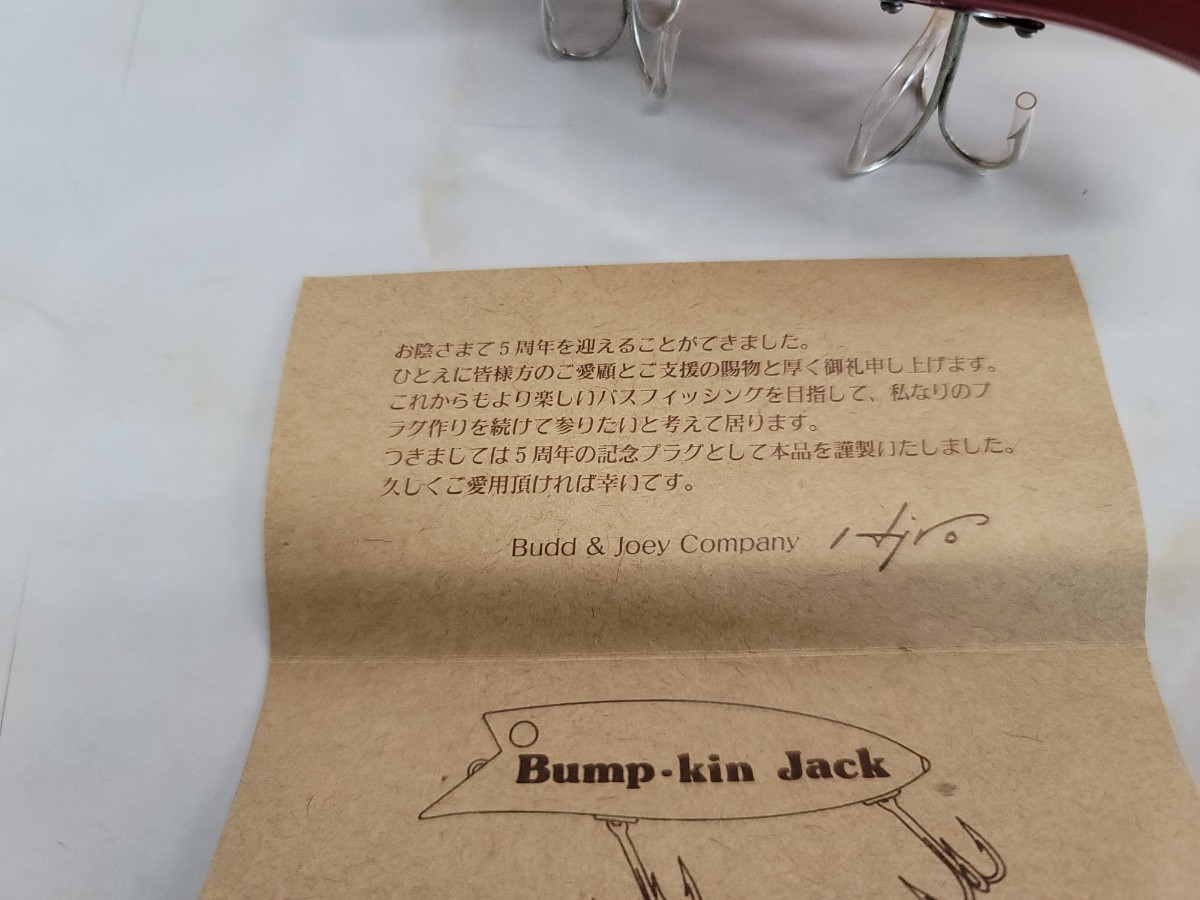 お陰さまで5周年を迎えることができました。
ひとえに皆様方のご愛顧とご支援の賜物と厚く御礼申し上げます。
これからもより楽しいバスフィッシングを目指して、私なりのプ
ラグ作りを続けて参りたいと考えて居ります。
つきましては5周年の記念プラグとして本品を謹製いたしました。
久しくご愛用頂ければ幸いです。
Budd & Joey Company Hiro
Bump-kin Jack